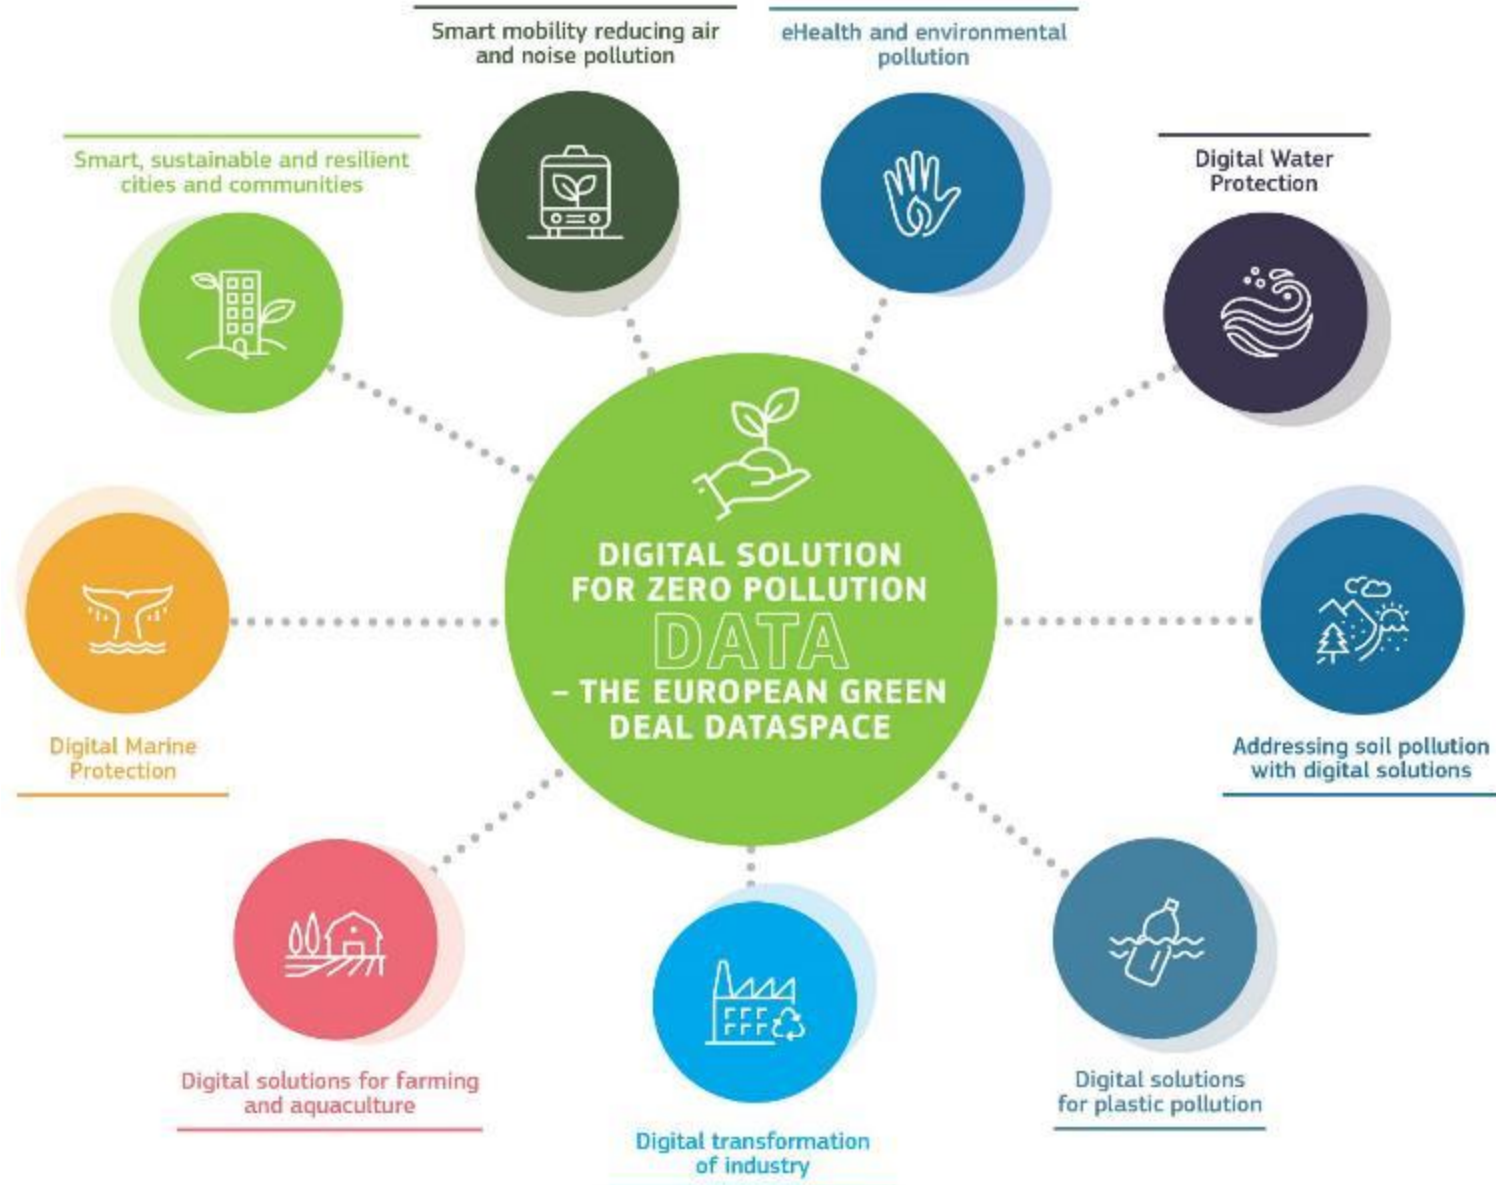 Smart mobility reducing air
and noise pollution
eHealth and environmental
pollution
Smart, sustainable and resilient
cities and communities
Digital Water
Protection
DIGITAL SOLUTION
FOR ZERO POLLUTION
DATA
– THE EUROPEAN GREEN
DEAL DATASPACE
Digital Marine
Protection
Addressing soil pollution
with digital solutions
Digital solutions for farming
and aquaculture
Digital solutions
for plastic pollution
Digital transformation
of industry